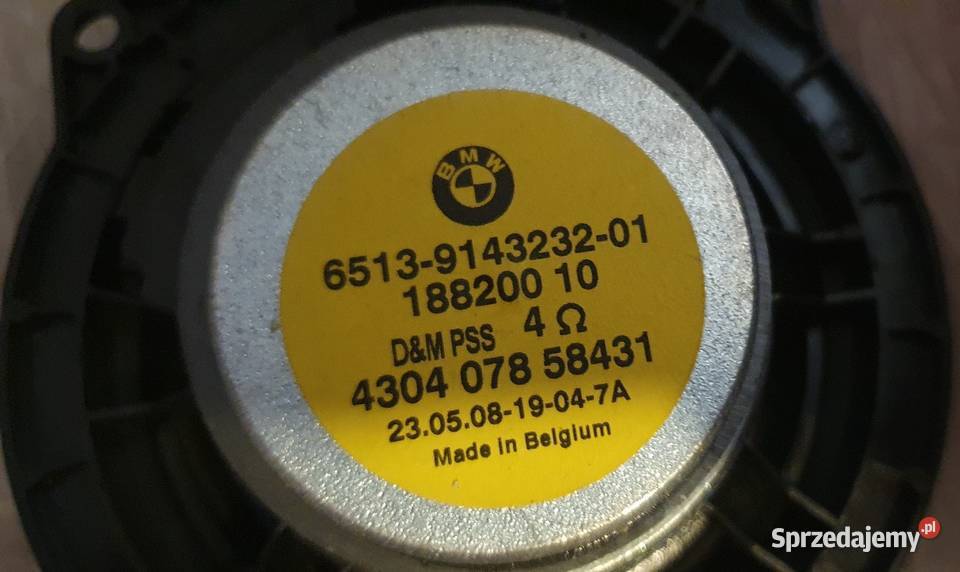 BMW
6513-9143232-01
188200 10
D&M PSS 4 Ω
4304 078 58431
23.05.08-19-04-7A
Made in Belgium
Sprzedajemy.pl